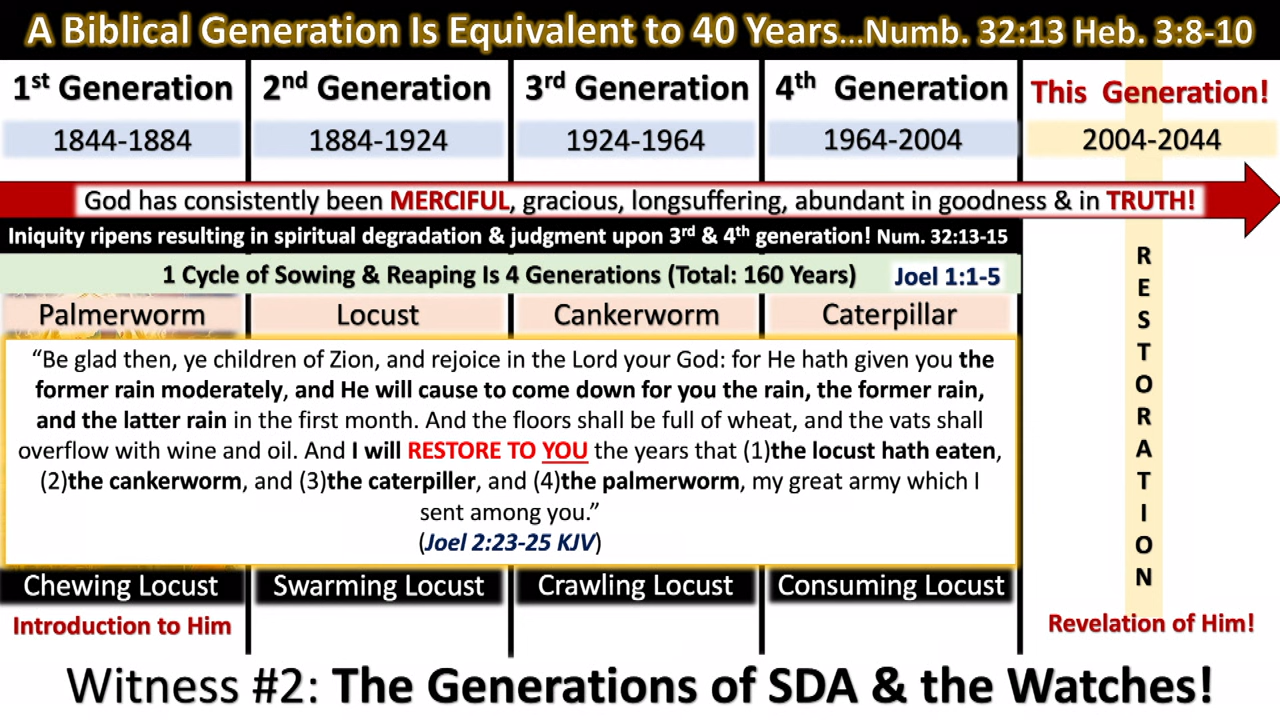 A Biblical Generation Is Equivalent to 40 Years...Numb. 32:13 Heb. 3:8-10
1st Generation
1844-1884
2nd Generation
1884-1924
3rd Generation
1924-1964
4th Generation
1964-2004
This Generation!
2004-2044
God has consistently been MERCIFUL, gracious, longsuffering, abundant in goodness & in TRUTH!
Iniquity ripens resulting in spiritual degradation & judgment upon 3rd & 4th generation! Num. 32:13-15
1 Cycle of Sowing & Reaping Is 4 Generations (Total: 160 Years) Joel 1:1-5
Palmerworm
Locust
Cankerworm
Caterpillar
“Be glad then, ye children of Zion, and rejoice in the Lord your God: for He hath given you the
former rain moderately, and He will cause to come down for you the rain, the former rain,
and the latter rain in the first month. And the floors shall be full of wheat, and the vats shall
overflow with wine and oil. And I will RESTORE TO YOU the years that (1)the locust hath eaten,
(2)the cankerworm, and (3)the caterpiller, and (4)the palmerworm, my great army which I
sent among you.”
(Joel 2:23-25 KJV)
Chewing Locust
Swarming Locust
Crawling Locust
Consuming Locust
Introduction to Him
RESTORATION
Revelation of Him!
Witness #2: The Generations of SDA & the Watches!